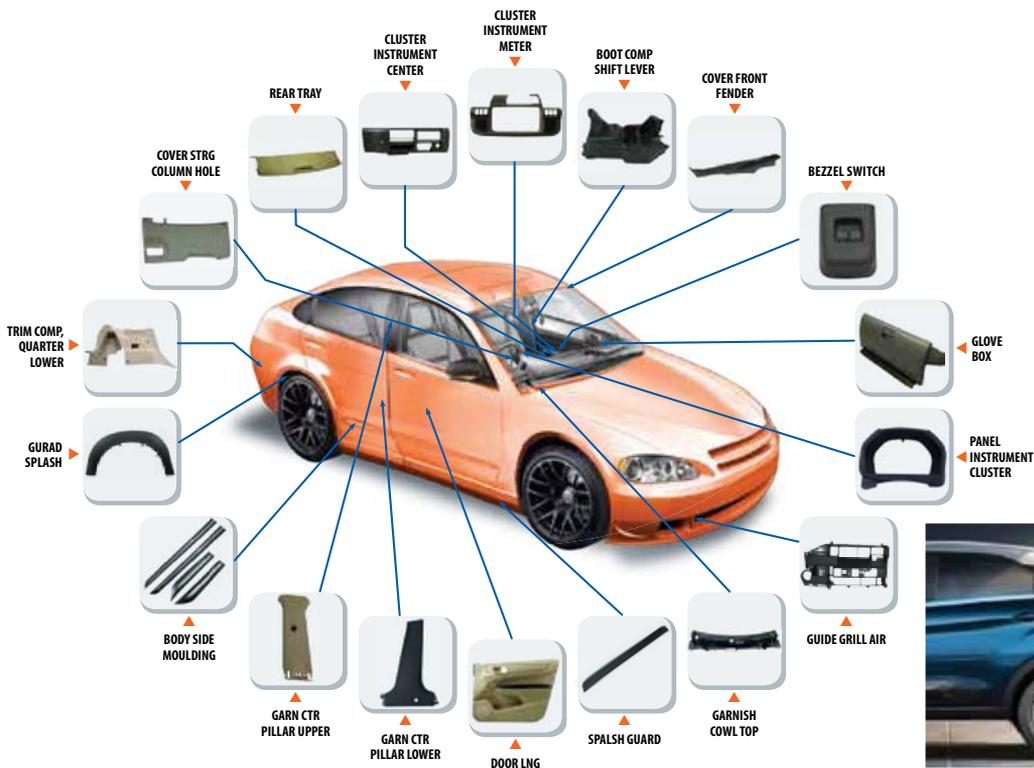 CLUSTER
INSTRUMENT
METER
CLUSTER
INSTRUMENT
CENTER
BOOT COMP
SHIFT LEVER
COVER FRONT
FENDER
REAR TRAY
COVER STRG
COLUMN HOLE
BEZZEL SWITCH
TRIM COMP,
QUARTER
LOWER
GLOVE
BOX
GURAD
SPLASH
PANEL
INSTRUMENT
CLUSTER
BODY SIDE
MOULDING
GUIDE GRILL AIR
GARN CTR
PILLAR UPPER
GARN CTR
PILLAR LOWER
DOOR LNG
SPALSH GUARD
GARNISH
COWL TOP